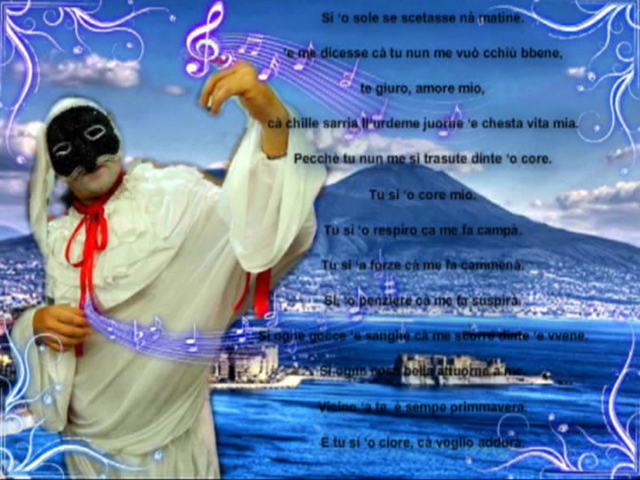 Si 'o sole se scetasse nà matine.
'e me dicesse cà tu nun me vuò cchiù bbene,
te giuro, amore mio,
cà chille sarria ll'urdeme juorne 'e chesta vita mia.
Pecchè tu nun me si trasute dinte 'o core.
Tu si 'o core mio.
Tu si 'o respiro ca me fa campà.
Tu si 'a forze cà me fa cammenà.
Si, 'o penziere cà me fa suspirà.
Si ogne gocce 'e sanghe cà me scorre dinte 'e vvene.
Si ogne cosa bella attuorne a me.
Vicino 'a te, è sempe primmavera.
E tu si 'o ciore, cà voglio addurà.